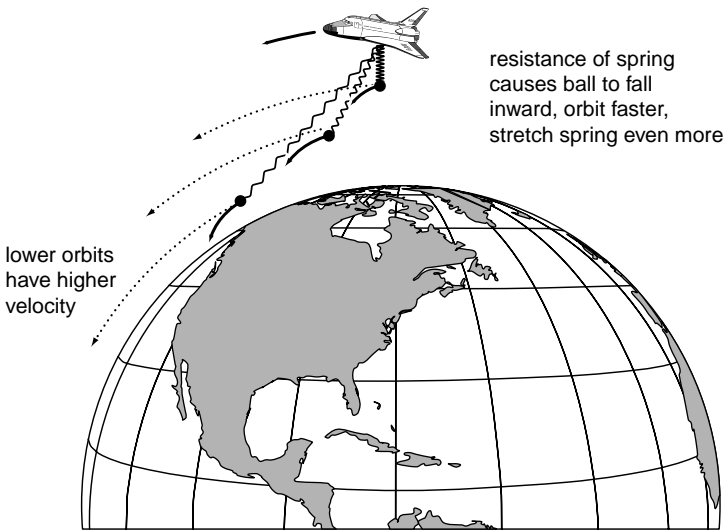 resistance of spring
causes ball to fall
inward, orbit faster,
stretch spring even more
lower orbits
have higher
velocity